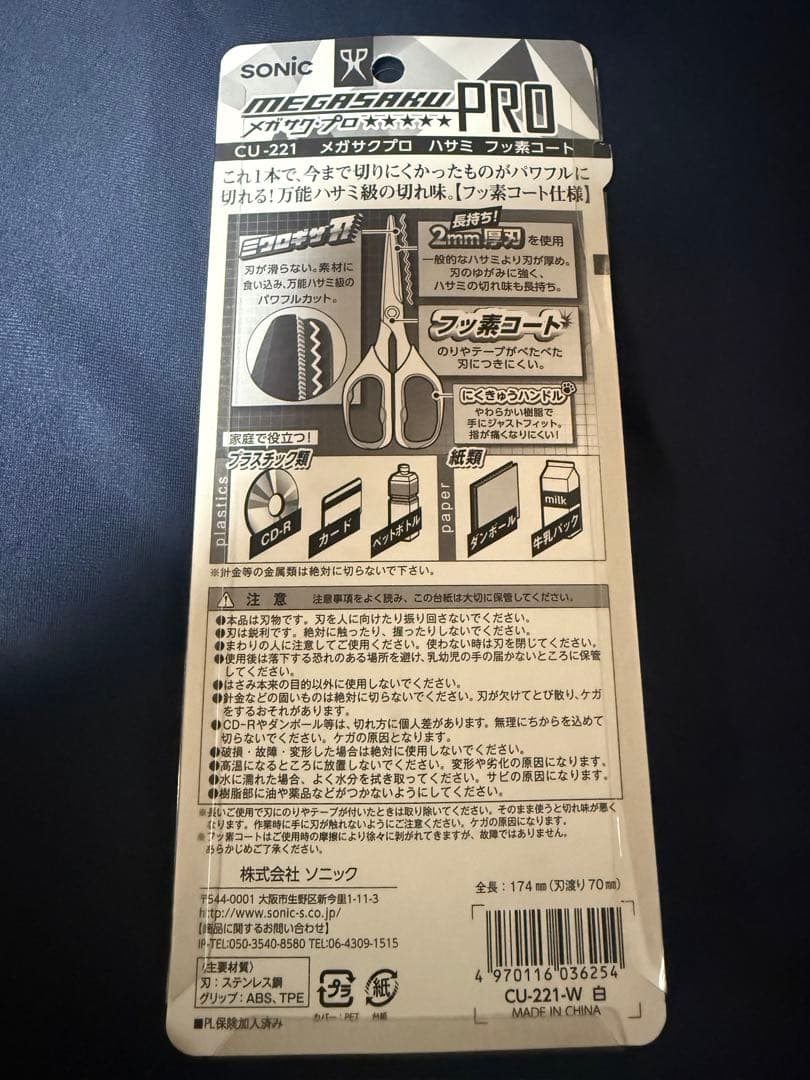 SONiC
MEGASAKU PRO
メガサク・プロ ★★★★★
CU-221 メガサクプロ ハサミ フッ素コート
これ1本で、今まで切りにくかったものがパワフルに
切れる!万能ハサミ級の切れ味。【フッ素コート仕様】
ミクロギザ刃
刃が滑らない。素材に
食い込み、万能ハサミ級の
パワフルカット。
長持ち!
2mm厚刃を使用
一般的なハサミより刃が厚め。
刃のゆがみに強く、
ハサミの切れ味も長持ち。
フッ素コート
のりやテープがべたべた
刃につきにくい。
にくきゅうハンドル
やわらかい樹脂で
手にジャストフィット。
指が痛くなりにくい!
家庭で役立つ!
プラスチック類
plastics
CD-R
カード
ペットボトル
紙類
paper
ダンボール
milk
牛乳パック
※針金等の金属類は絶対に切らないで下さい。
⚠ 注 意 注意事項をよく読み、この台紙は大切に保管してください。
●本品は刃物です。刃を人に向けたり振り回さないでください。
●刃は鋭利です。絶対に触ったり、握ったりしないでください。
●まわりの人に注意してご使用ください。使わない時は刃を閉じてください。
●使用後は落下する恐れのある場所を避け、乳幼児の手の届かないところに保管
してください。
●はさみ本来の目的以外に使用しないでください。
●針金などの固いものは絶対に切らないでください。刃が欠けてとび散り、ケガ
をするおそれがあります。
●CD-Rやダンボール等は、切れ方に個人差があります。無理にちからを込めて
切らないでください。ケガの原因となります。
●破損・故障・変形した場合は絶対に使用しないでください。
●高温になるところに放置しないでください。変形や劣化の原因になります。
●水に濡れた場合、よく水分を拭き取ってください。サビの原因になります。
●樹脂部に油や薬品などがつかないようにしてください。
※長いご使用で刃にのりやテープが付いたときは取り除いてください。そのまま使うと切れ味が悪く
なります。作業時に手に刃が触れないようにご注意ください。ケガの原因になります。
※フッ素コートはご使用時の摩擦により徐々に剥がれてきますが、故障ではありません。
あらかじめご了承ください。
株式会社 ソニック
〒544-0001 大阪市生野区新今里1-11-3
http://www.sonic-s.co.jp/
【商品に関するお問い合わせ】
IP-TEL:050-3540-8580 TEL:06-4309-1515
〈主要材質〉
刃:ステンレス鋼
グリップ:ABS、TPE
プラ
カバー:PET
紙
台紙
■PL保険加入済み
全長:174㎜(刃渡り70㎜)
4 970116 036254
CU-221-W 白
MADE IN CHINA